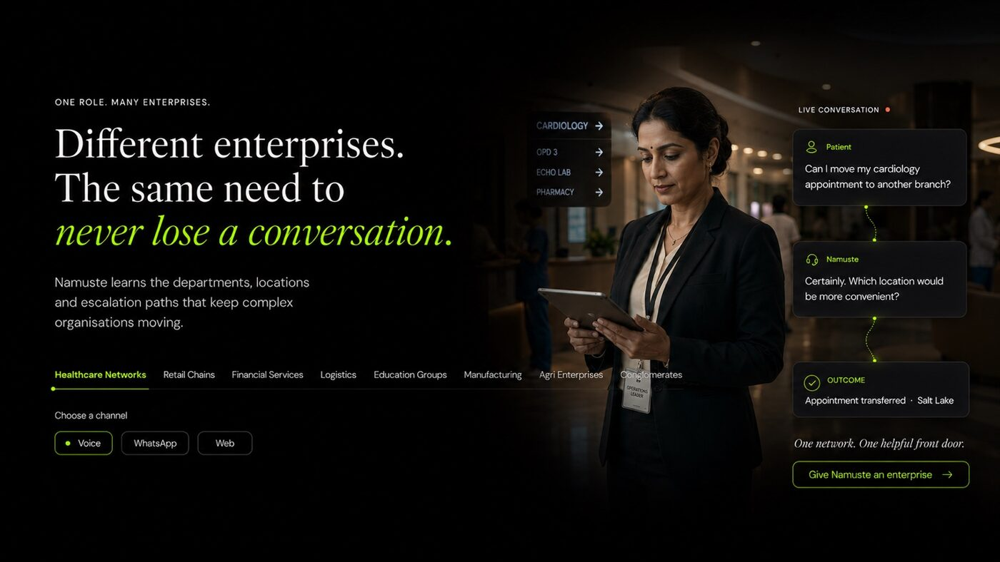 ONE ROLE. MANY ENTERPRISES.
Different enterprises.
The same need to
never lose a conversation.
Namuste learns the departments, locations
and escalation paths that keep complex
organisations moving.
Healthcare Networks Retail Chains Financial Services Logistics Education Groups Manufacturing Agri Enterprises Conglomerates
Choose a channel
Voice WhatsApp Web
CARDIOLOGY →
OPD 3 →
ECHO LAB →
PHARMACY →
OPERATIONS
LEADER
LIVE CONVERSATION
Patient
Can I move my cardiology
appointment to another branch?
Namuste
Certainly. Which location would
be more convenient?
OUTCOME
Appointment transferred · Salt Lake
One network. One helpful front door.
Give Namuste an enterprise →